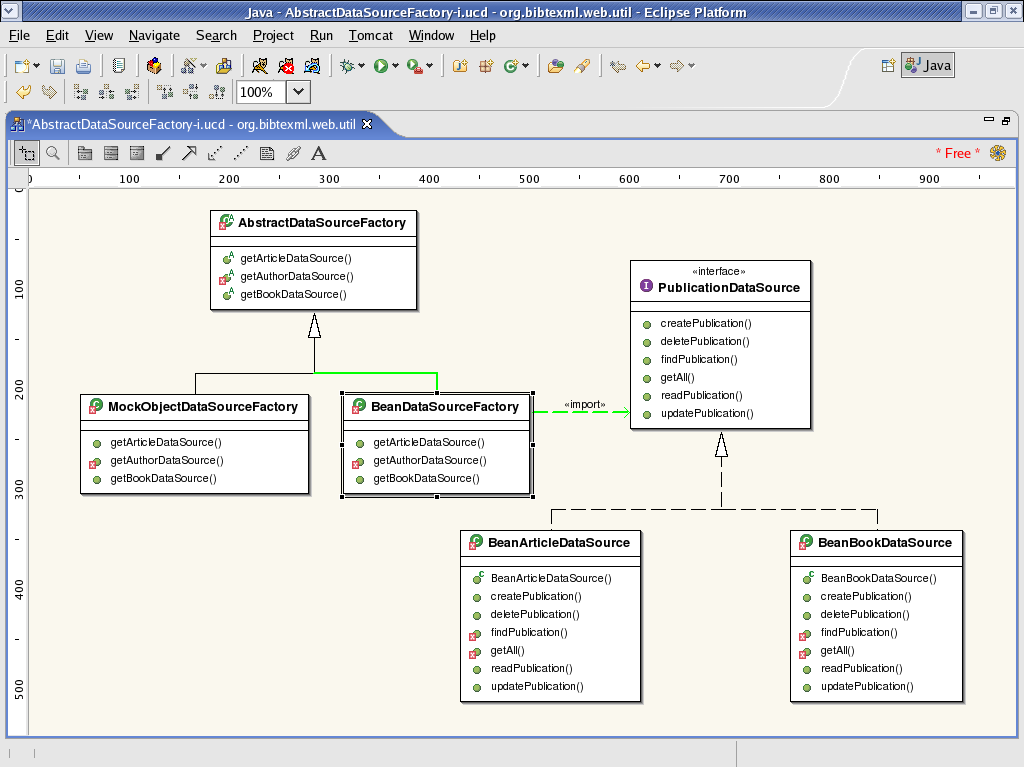 Java - AbstractDataSourceFactory-i.ucd - org.bibtexml.web.util - Eclipse Platform
File Edit View Navigate Search Project Run Tomcat Window Help
Java
100%
*AbstractDataSourceFactory-i.ucd - org.bibtexml.web.util
* Free *
0 100 200 300 400 500 600 700 800 900
0
100
200
300
400
500
AbstractDataSourceFactory
getArticleDataSource()
getAuthorDataSource()
getBookDataSource()
«interface»
PublicationDataSource
createPublication()
deletePublication()
findPublication()
getAll()
readPublication()
updatePublication()
MockObjectDataSourceFactory
getArticleDataSource()
getAuthorDataSource()
getBookDataSource()
BeanDataSourceFactory
getArticleDataSource()
getAuthorDataSource()
getBookDataSource()
«import»
BeanArticleDataSource
BeanArticleDataSource()
createPublication()
deletePublication()
findPublication()
getAll()
readPublication()
updatePublication()
BeanBookDataSource
BeanBookDataSource()
createPublication()
deletePublication()
findPublication()
getAll()
readPublication()
updatePublication()